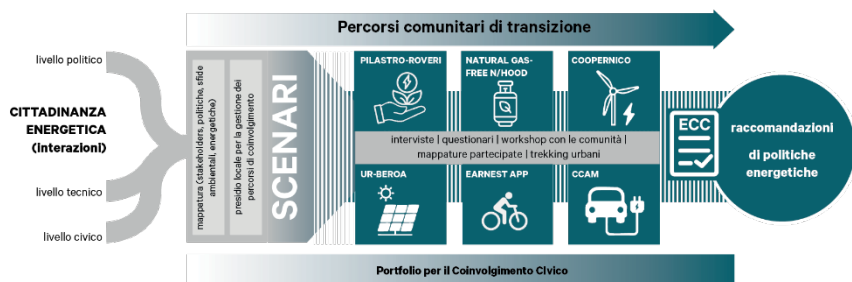 Percorsi comunitari di transizione
livello politico
CITTADINANZA
ENERGETICA
(interazioni)
livello tecnico
livello civico
mappatura (stakeholders, politiche, sfide
ambientali, energetiche)
presidio locale per la gestione dei
percorsi di coinvolgimento
SCENARI
PILASTRO-ROVERI
NATURAL GAS-
FREE N/HOOD
COOPERNICO
interviste | questionari | workshop con le comunità |
mappature partecipate | trekking urbani
UR-BEROA
EARNEST APP
CCAM
ECC
raccomandazioni
di politiche
energetiche
Portfolio per il Coinvolgimento Civico